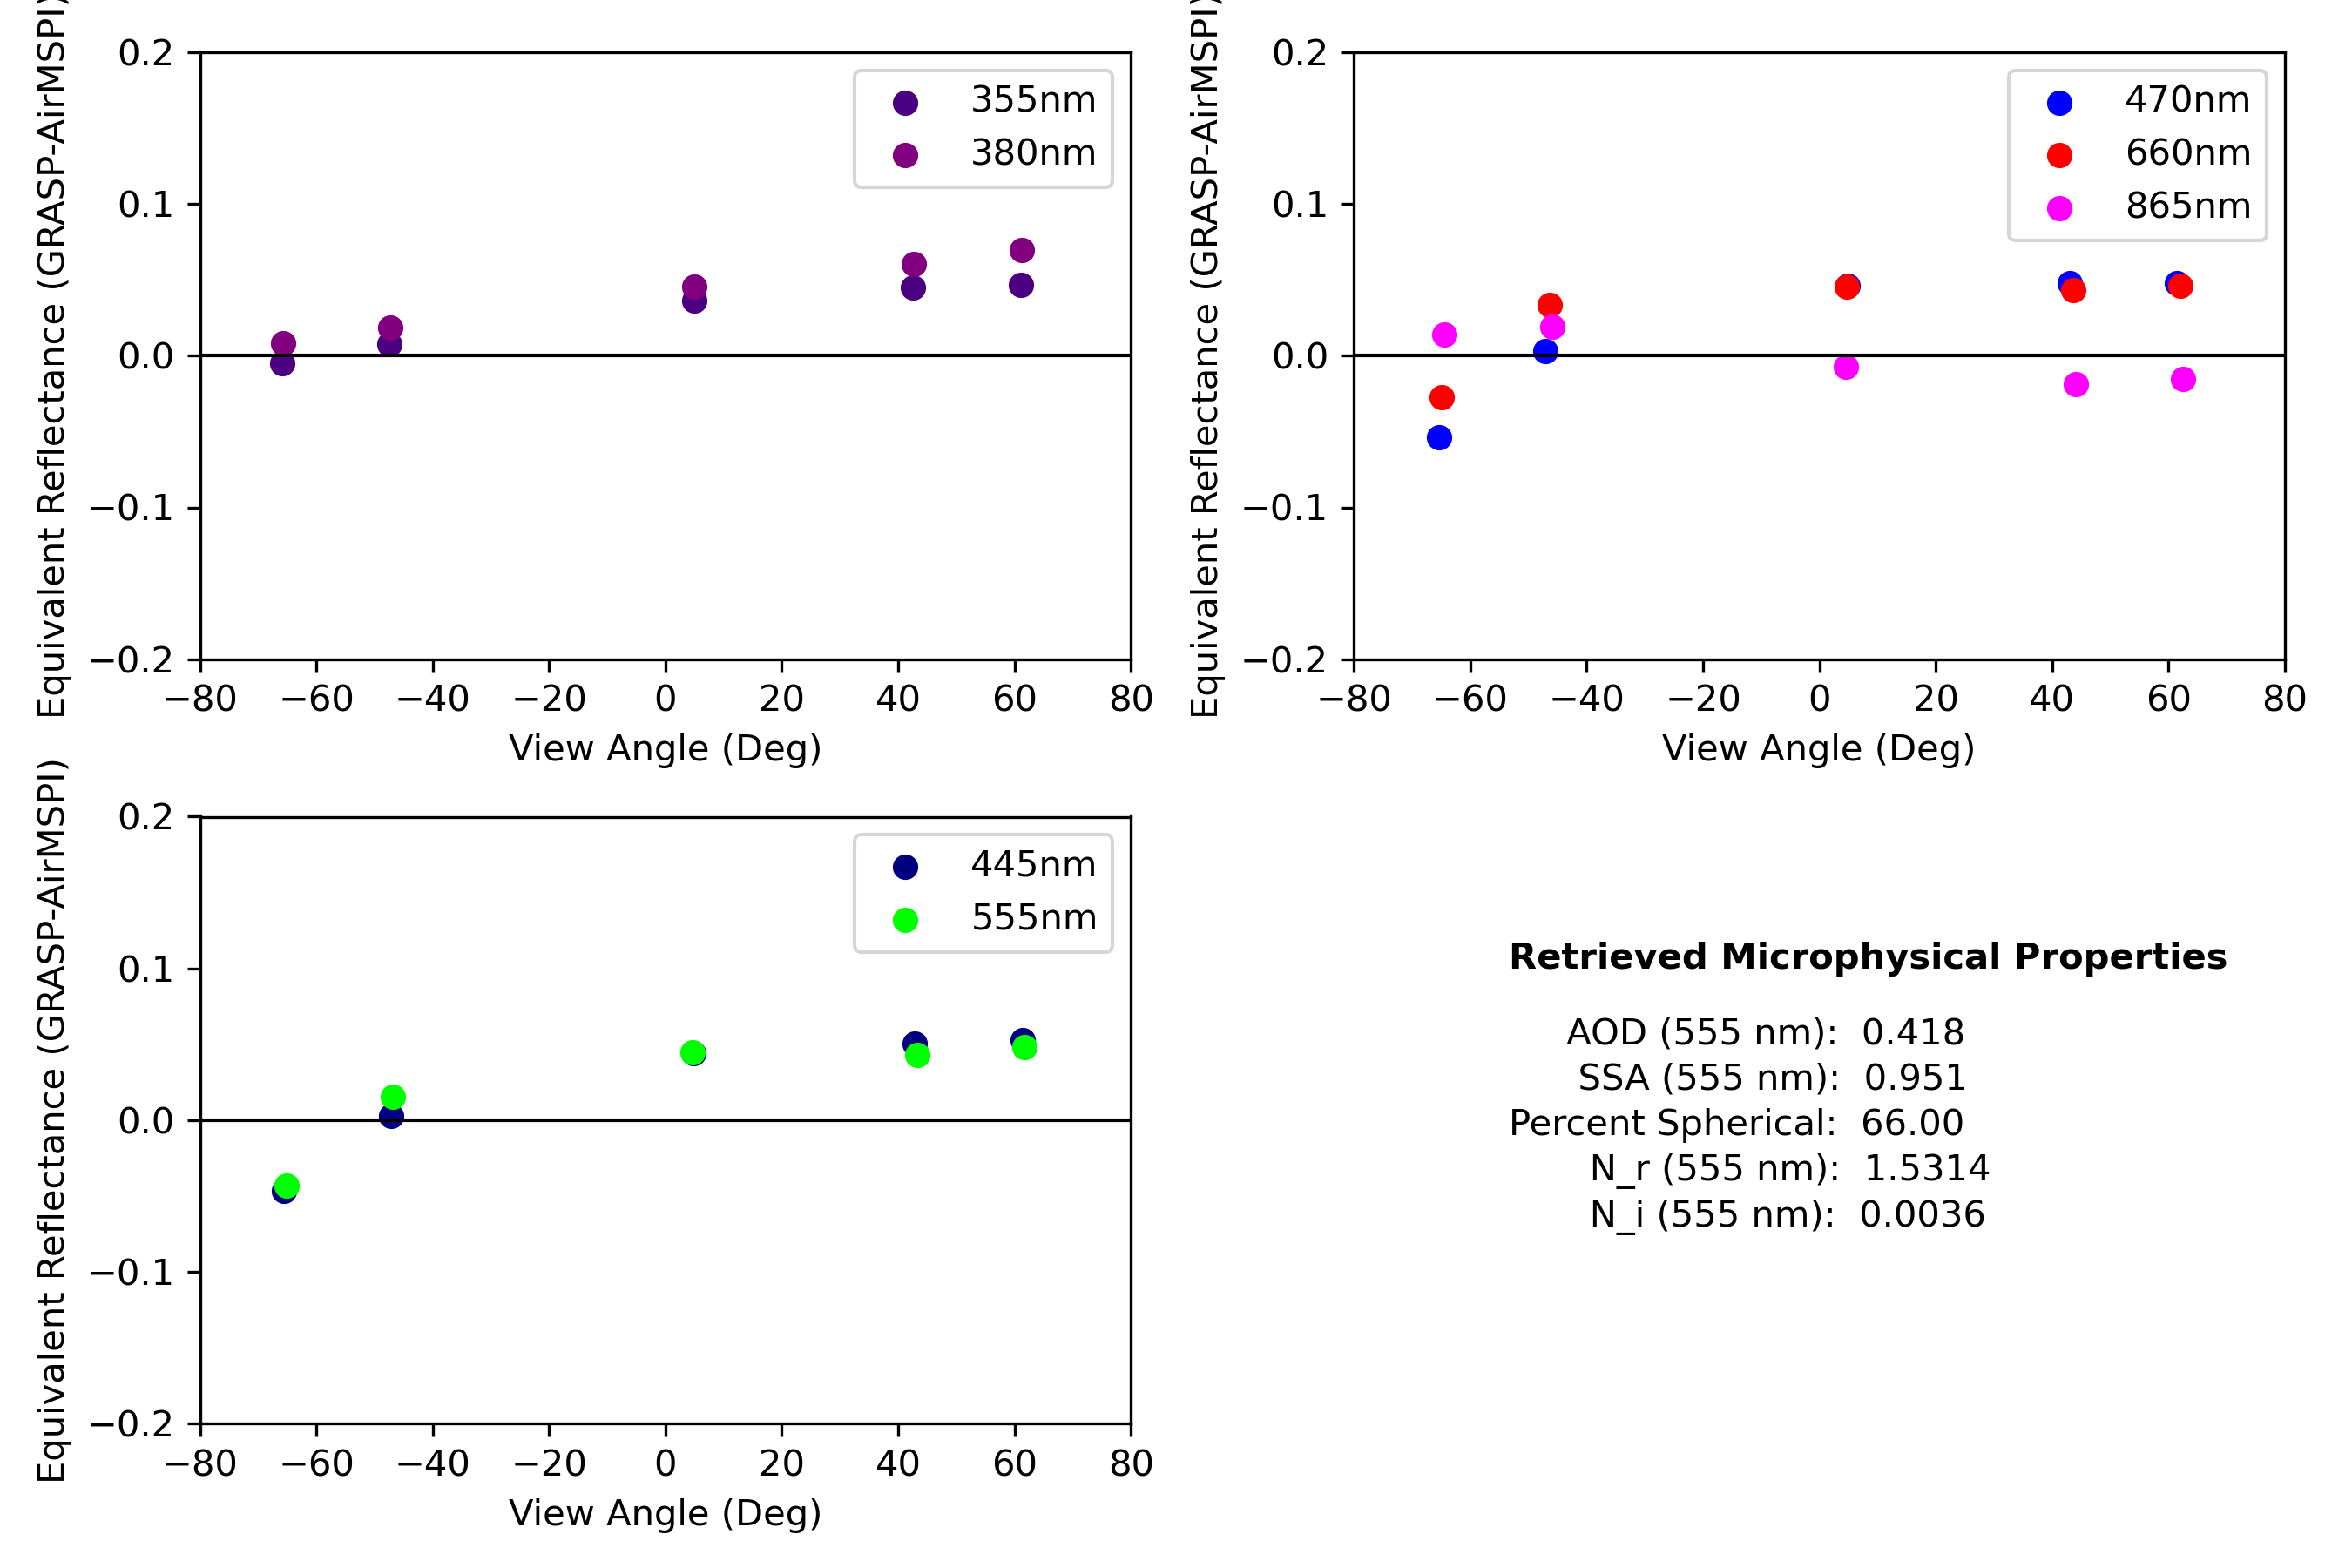 Equivalent Reflectance (GRASP-AirMSPI)
0.2
0.1
0.0
−0.1
−0.2
−80 −60 −40 −20 0 20 40 60 80
View Angle (Deg)
355nm
380nm
Equivalent Reflectance (GRASP-AirMSPI)
0.2
0.1
0.0
−0.1
−0.2
−80 −60 −40 −20 0 20 40 60 80
View Angle (Deg)
470nm
660nm
865nm
Equivalent Reflectance (GRASP-AirMSPI)
0.2
0.1
0.0
−0.1
−0.2
−80 −60 −40 −20 0 20 40 60 80
View Angle (Deg)
445nm
555nm
Retrieved Microphysical Properties
AOD (555 nm): 0.418
SSA (555 nm): 0.951
Percent Spherical: 66.00
N_r (555 nm): 1.5314
N_i (555 nm): 0.0036